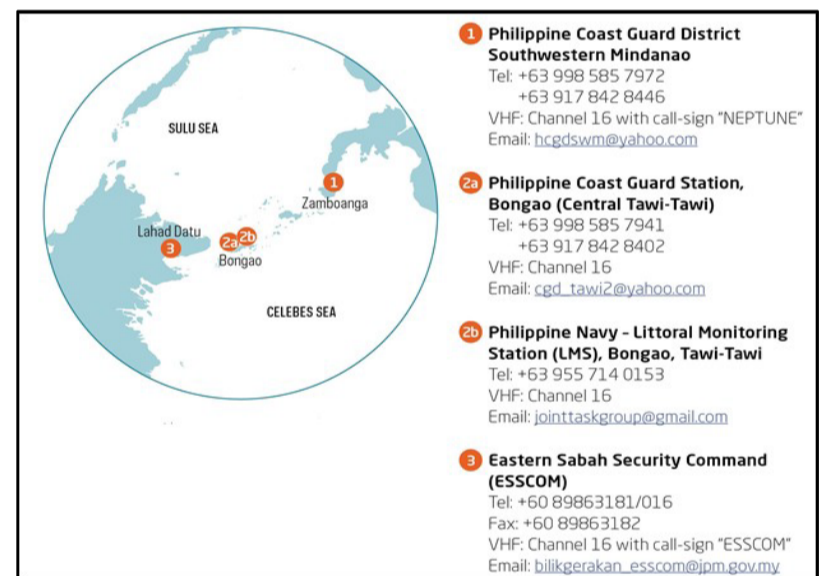 SULU SEA
1
Zamboanga
Lahad Datu
3
2a
2b
Bongao
CELEBES SEA
1 Philippine Coast Guard District
Southwestern Mindanao
Tel: +63 998 585 7972
+63 917 842 8446
VHF: Channel 16 with call-sign "NEPTUNE"
Email: hcgdswm@yahoo.com
2a Philippine Coast Guard Station,
Bongao (Central Tawi-Tawi)
Tel: +63 998 585 7941
+63 917 842 8402
VHF: Channel 16
Email: cgd_tawi2@yahoo.com
2b Philippine Navy - Littoral Monitoring
Station (LMS), Bongao, Tawi-Tawi
Tel: +63 955 714 0153
VHF: Channel 16
Email: jointtaskgroup@gmail.com
3 Eastern Sabah Security Command
(ESSCOM)
Tel: +60 89863181/016
Fax: +60 89863182
VHF: Channel 16 with call-sign "ESSCOM"
Email: bilikgerakan_esscom@jpm.gov.my